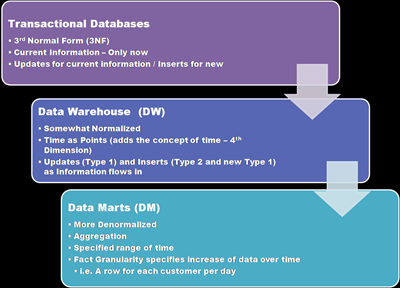 Transactional Databases
• 3rd Normal Form (3NF)
• Current Information – Only now
• Updates for current information / Inserts for new
Data Warehouse (DW)
• Somewhat Normalized
• Time as Points (adds the concept of time – 4th
Dimension)
• Updates (Type 1) and Inserts (Type 2 and new Type 1)
as Information flows in
Data Marts (DM)
• More Denormalized
• Aggregation
• Specified range of time
• Fact Granularity specifies increase of data over time
• i.e. A row for each customer per day